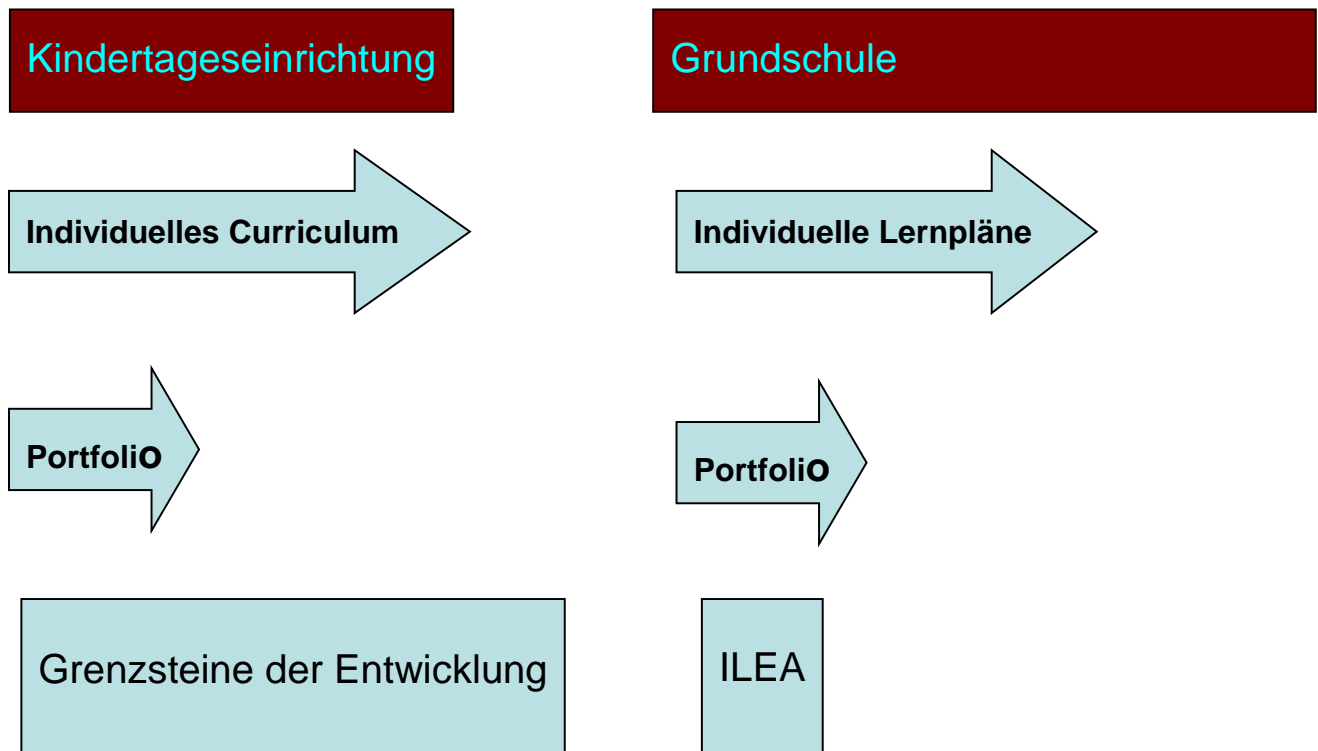 Kindertageseinrichtung
Grundschule
Individuelles Curriculum
Individuelle Lernpläne
Portfolio
Portfolio
Grenzsteine der Entwicklung
ILEA